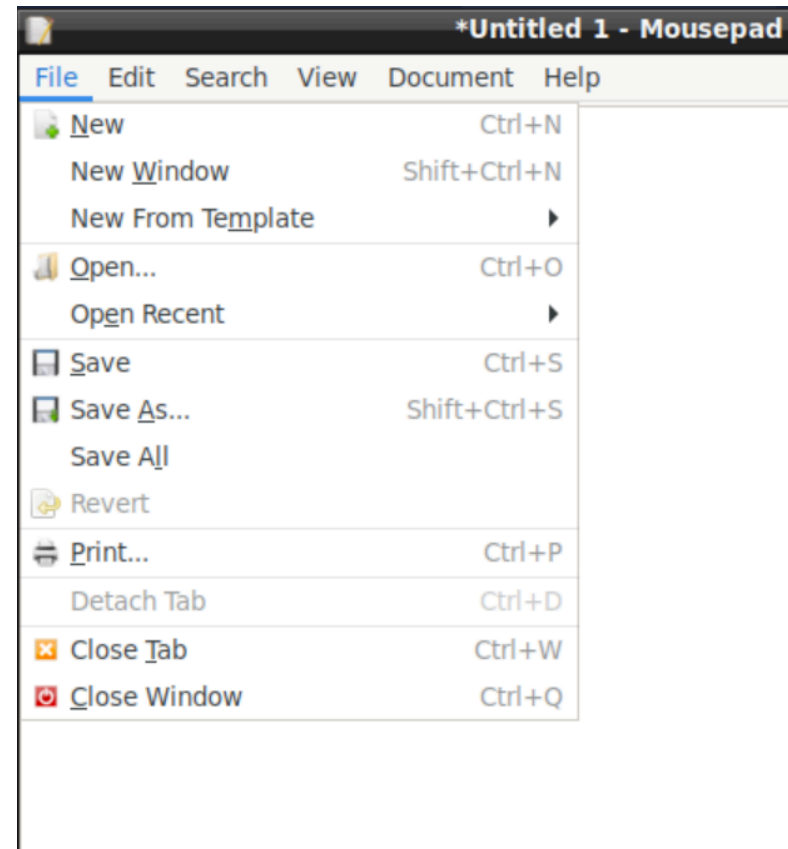 *Untitled 1 - Mousepad
File Edit Search View Document Help
New Ctrl+N
New Window Shift+Ctrl+N
New From Template
Open... Ctrl+O
Open Recent
Save Ctrl+S
Save As... Shift+Ctrl+S
Save All
Revert
Print... Ctrl+P
Detach Tab Ctrl+D
Close Tab Ctrl+W
Close Window Ctrl+Q